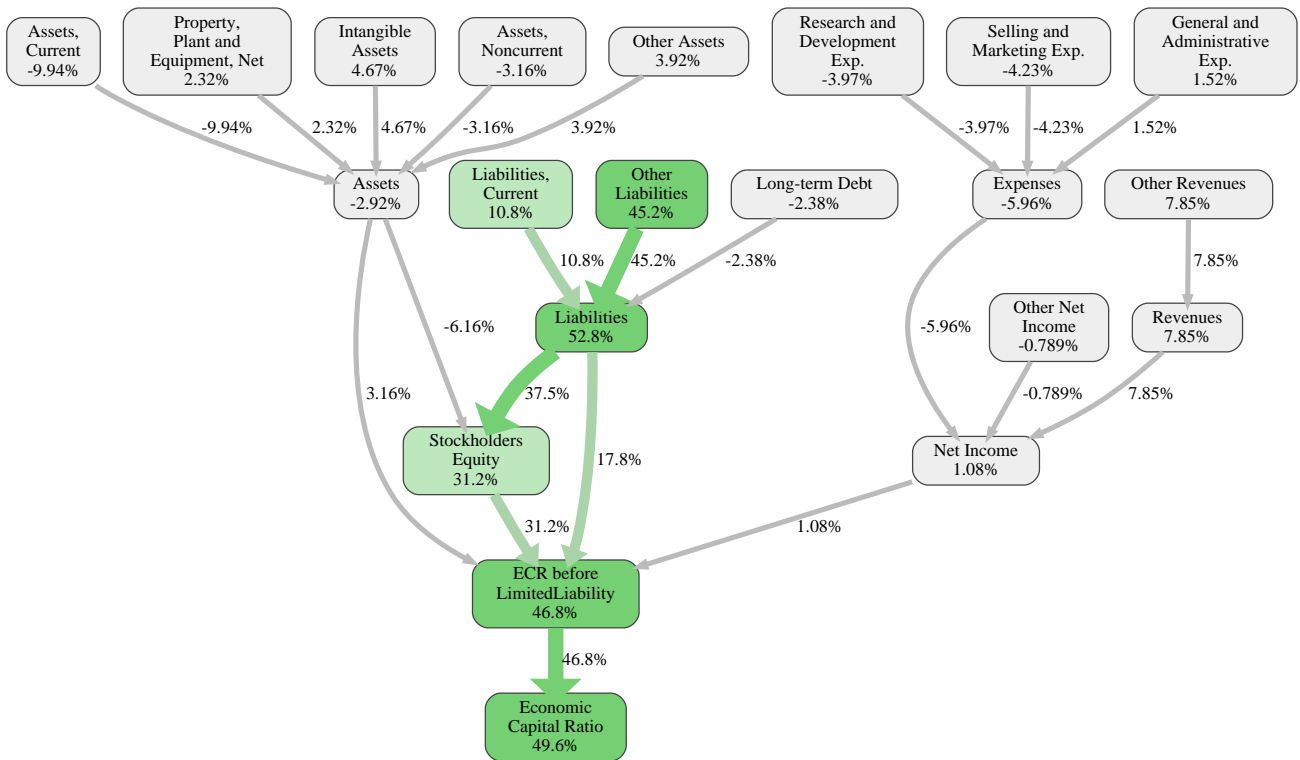 Assets,
Current
-9.94%
Property,
Plant and
Equipment, Net
2.32%
Intangible
Assets
4.67%
Assets,
Noncurrent
-3.16%
Other Assets
3.92%
Research and
Development
Exp.
-3.97%
Selling and
Marketing Exp.
-4.23%
General and
Administrative
Exp.
1.52%
-9.94%
2.32%
4.67%
-3.16%
3.92%
-3.97%
-4.23%
1.52%
Assets
-2.92%
Liabilities,
Current
10.8%
Other
Liabilities
45.2%
Long-term Debt
-2.38%
Expenses
-5.96%
Other Revenues
7.85%
10.8%
45.2%
-2.38%
7.85%
-6.16%
Liabilities
52.8%
-5.96%
Other Net
Income
-0.789%
Revenues
7.85%
3.16%
37.5%
-0.789%
7.85%
Stockholders
Equity
31.2%
17.8%
Net Income
1.08%
31.2%
1.08%
ECR before
LimitedLiability
46.8%
46.8%
Economic
Capital Ratio
49.6%